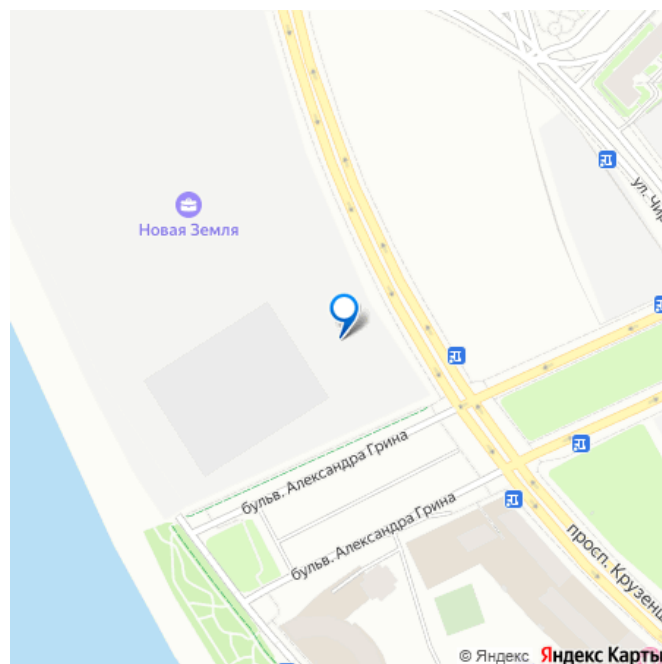 Новая Земля
ул. Чир
бульв. Александра Грина
бульв. Александра Грина
просп. Крузенш
© Яндекс Яндекс Карты